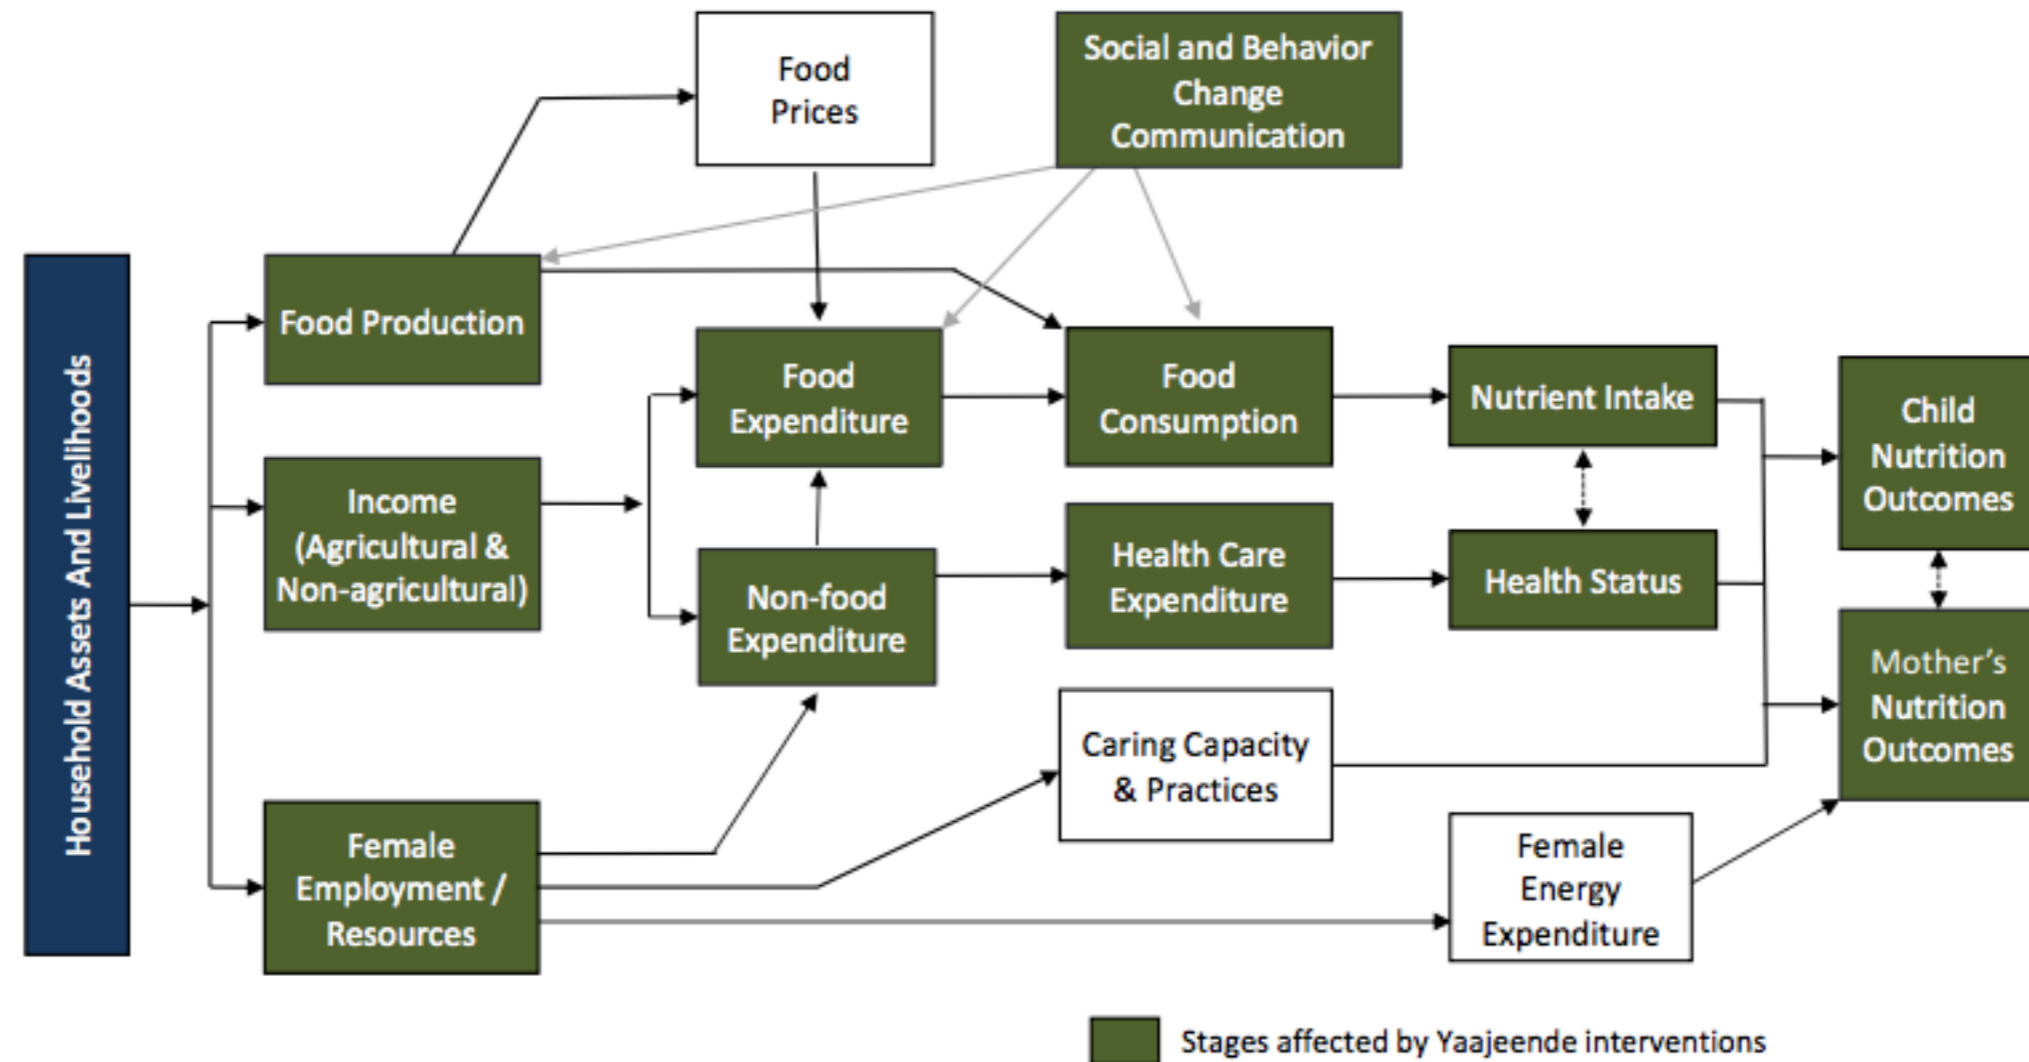 Food
Prices
Social and Behavior
Change
Communication
Household Assets And Livelihoods
Food Production
Food
Expenditure
Food
Consumption
Nutrient Intake
Child
Nutrition
Outcomes
Income
(Agricultural &
Non-agricultural)
Non-food
Expenditure
Health Care
Expenditure
Health Status
Mother's
Nutrition
Outcomes
Caring Capacity
& Practices
Female
Employment /
Resources
Female
Energy
Expenditure
Stages affected by Yaajeende interventions